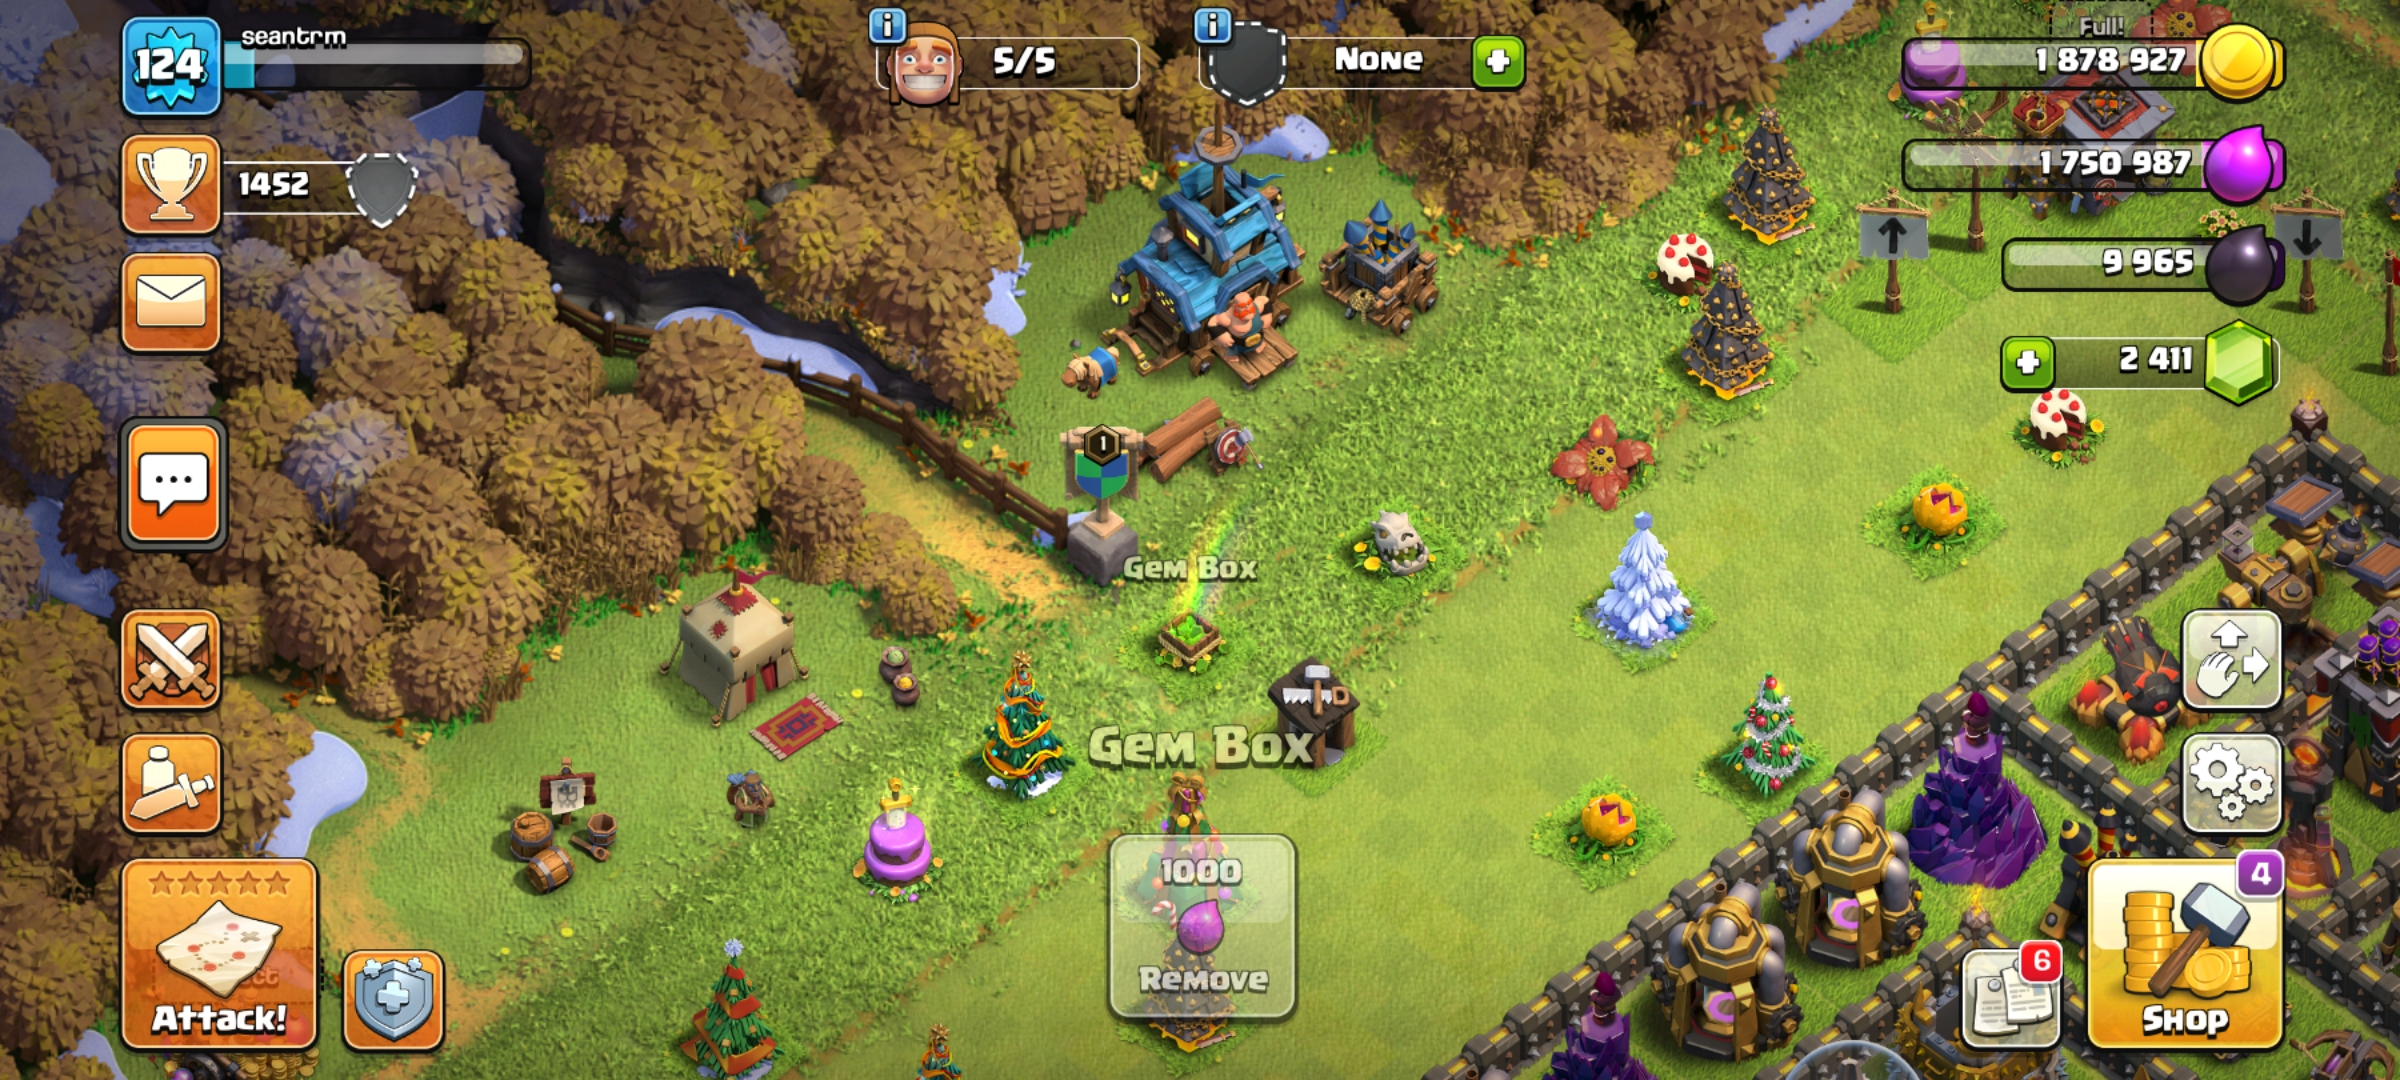 124
seantrm
5/5
None
Full!
1 878 927
1452
1 750 987
9 965
2 411
1
Gem Box
Gem Box
1000
Remove
Attack!
6
4
Shop